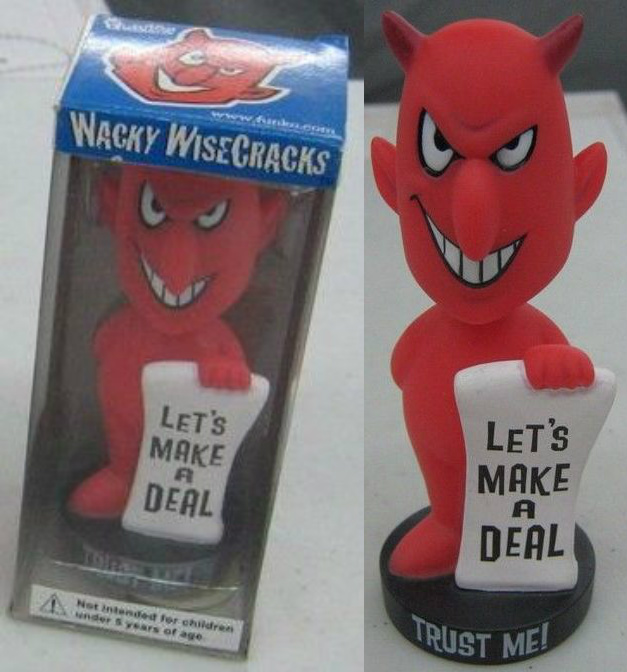 www.funko.com
WACKY WISECRACKS
LET'S
MAKE
A
DEAL
Not intended for children
under 5 years of age.
LET'S
MAKE
A
DEAL
TRUST ME!